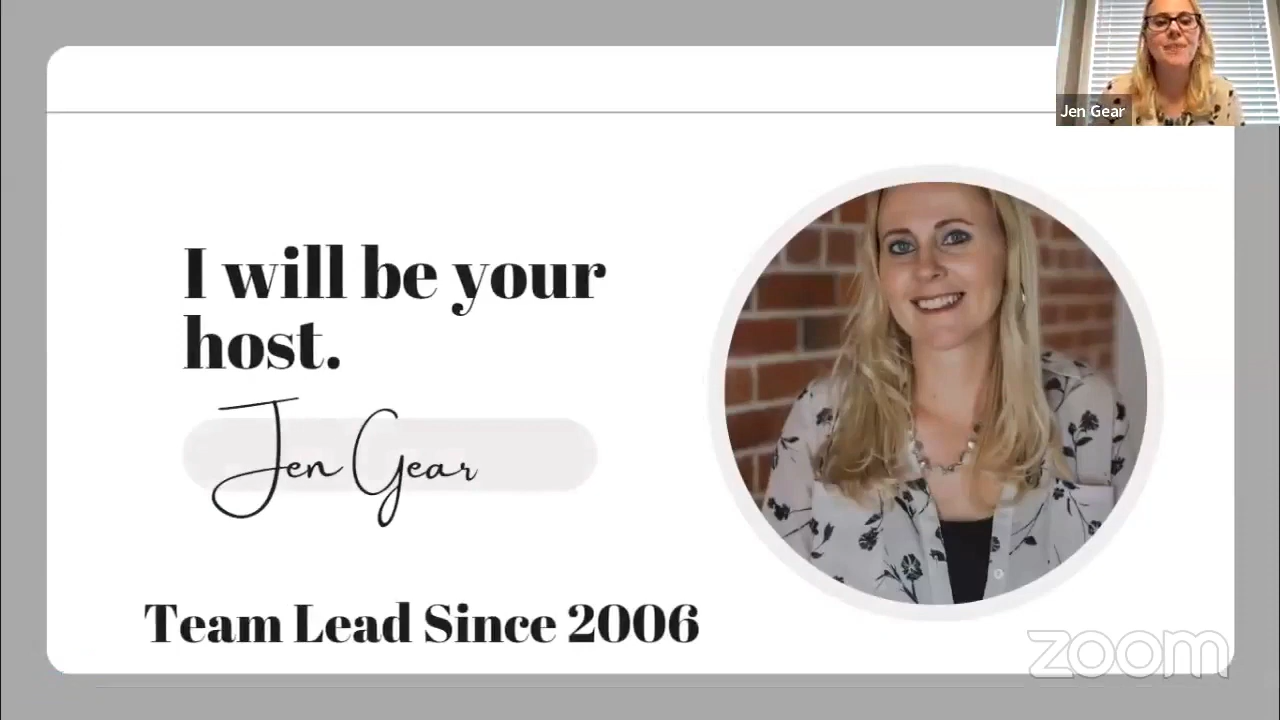 Jen Gear
I will be your
host.
Jen Gear
Team Lead Since 2006
zoom